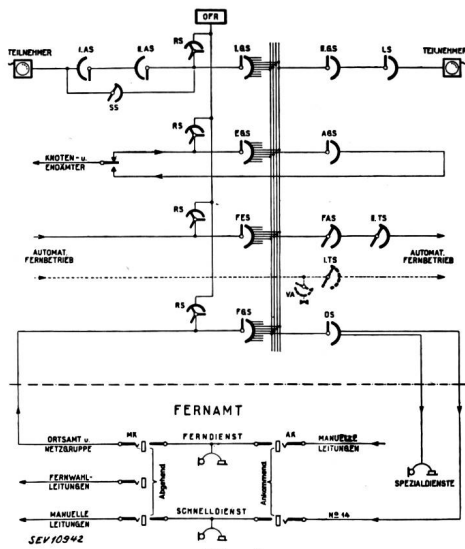 OFR
TEILNEHMER
I.AS
II.AS
RS
I.GS
II.GS
LS
TEILNEHMER
SS
RS
EGS
AGS
KNOTEN- u.
ENDÄMTER
RS
FES
FAS
II.TS
AUTOMAT.
FERNBETRIEB
I.TS
AUTOMAT.
FERNBETRIEB
VA
RS
FGS
DS
FERNAMT
ORTSAMT u.
NETZGRUPPE
MK
FERNDIENST
AK
MANUELLE
LEITUNGEN
SPEZIALDIENSTE
FERNWAHL-
LEITUNGEN
Abgehend
Ankommend
MANUELLE
LEITUNGEN
SCHNELLDIENST
No 14
SEV10942